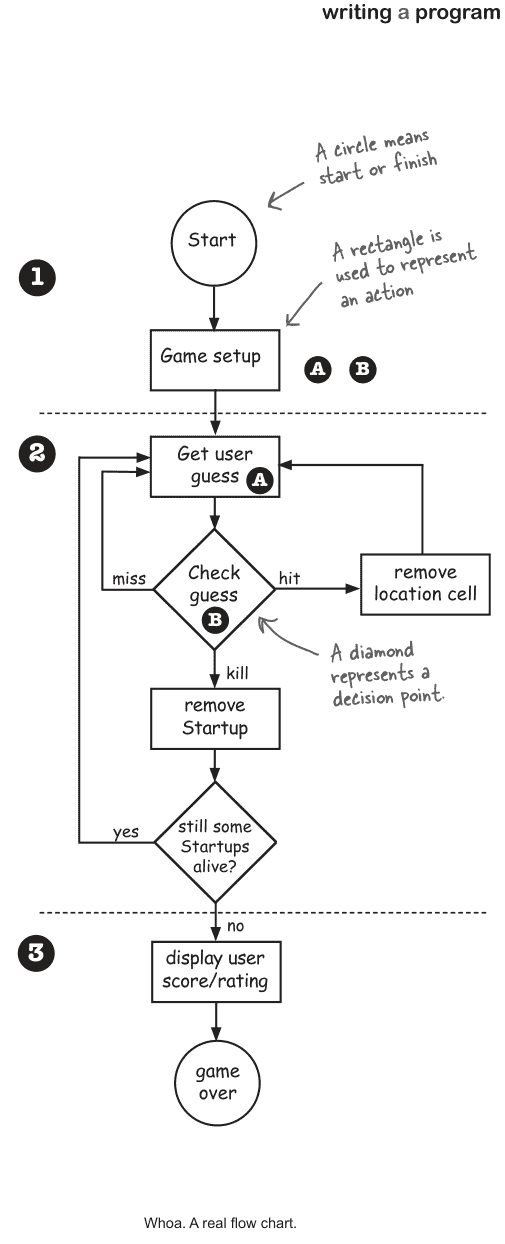 writing a program
A circle means
start or finish
Start
A rectangle is
used to represent
an action
1
Game setup
A B
2
Get user
guess A
miss
Check
guess
B
hit
remove
location cell
A diamond
represents a
decision point.
kill
remove
Startup
yes
still some
Startups
alive?
no
3
display user
score/rating
game
over
Whoa. A real flow chart.